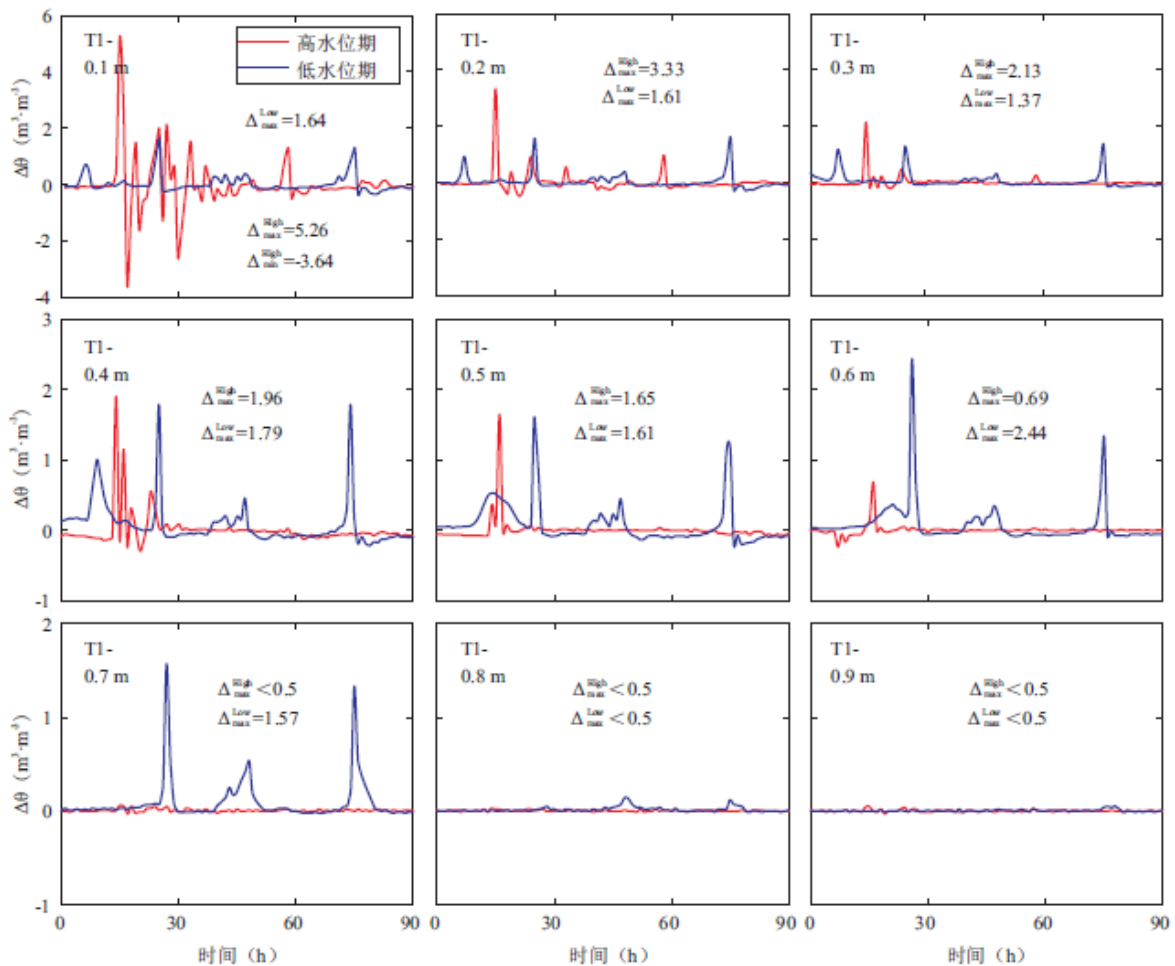 6
4
2
0
-2
-4
Δθ（m³·m⁻³）
T1-
0.1 m
高水位期
低水位期
Δ^Low_max=1.64
Δ^High_max=5.26
Δ^High_min=-3.64
T1-
0.2 m
Δ^High_max=3.33
Δ^Low_max=1.61
T1-
0.3 m
Δ^High_max=2.13
Δ^Low_max=1.37
3
2
1
0
-1
Δθ（m³·m⁻³）
T1-
0.4 m
Δ^High_max=1.96
Δ^Low_max=1.79
T1-
0.5 m
Δ^High_max=1.65
Δ^Low_max=1.61
T1-
0.6 m
Δ^High_max=0.69
Δ^Low_max=2.44
2
1
0
-1
Δθ（m³·m⁻³）
T1-
0.7 m
Δ^High_max＜0.5
Δ^Low_max=1.57
T1-
0.8 m
Δ^High_max＜0.5
Δ^Low_max＜0.5
T1-
0.9 m
Δ^High_max＜0.5
Δ^Low_max＜0.5
0 30 60 90
0 30 60 90
0 30 60 90
时间（h）
时间（h）
时间（h）